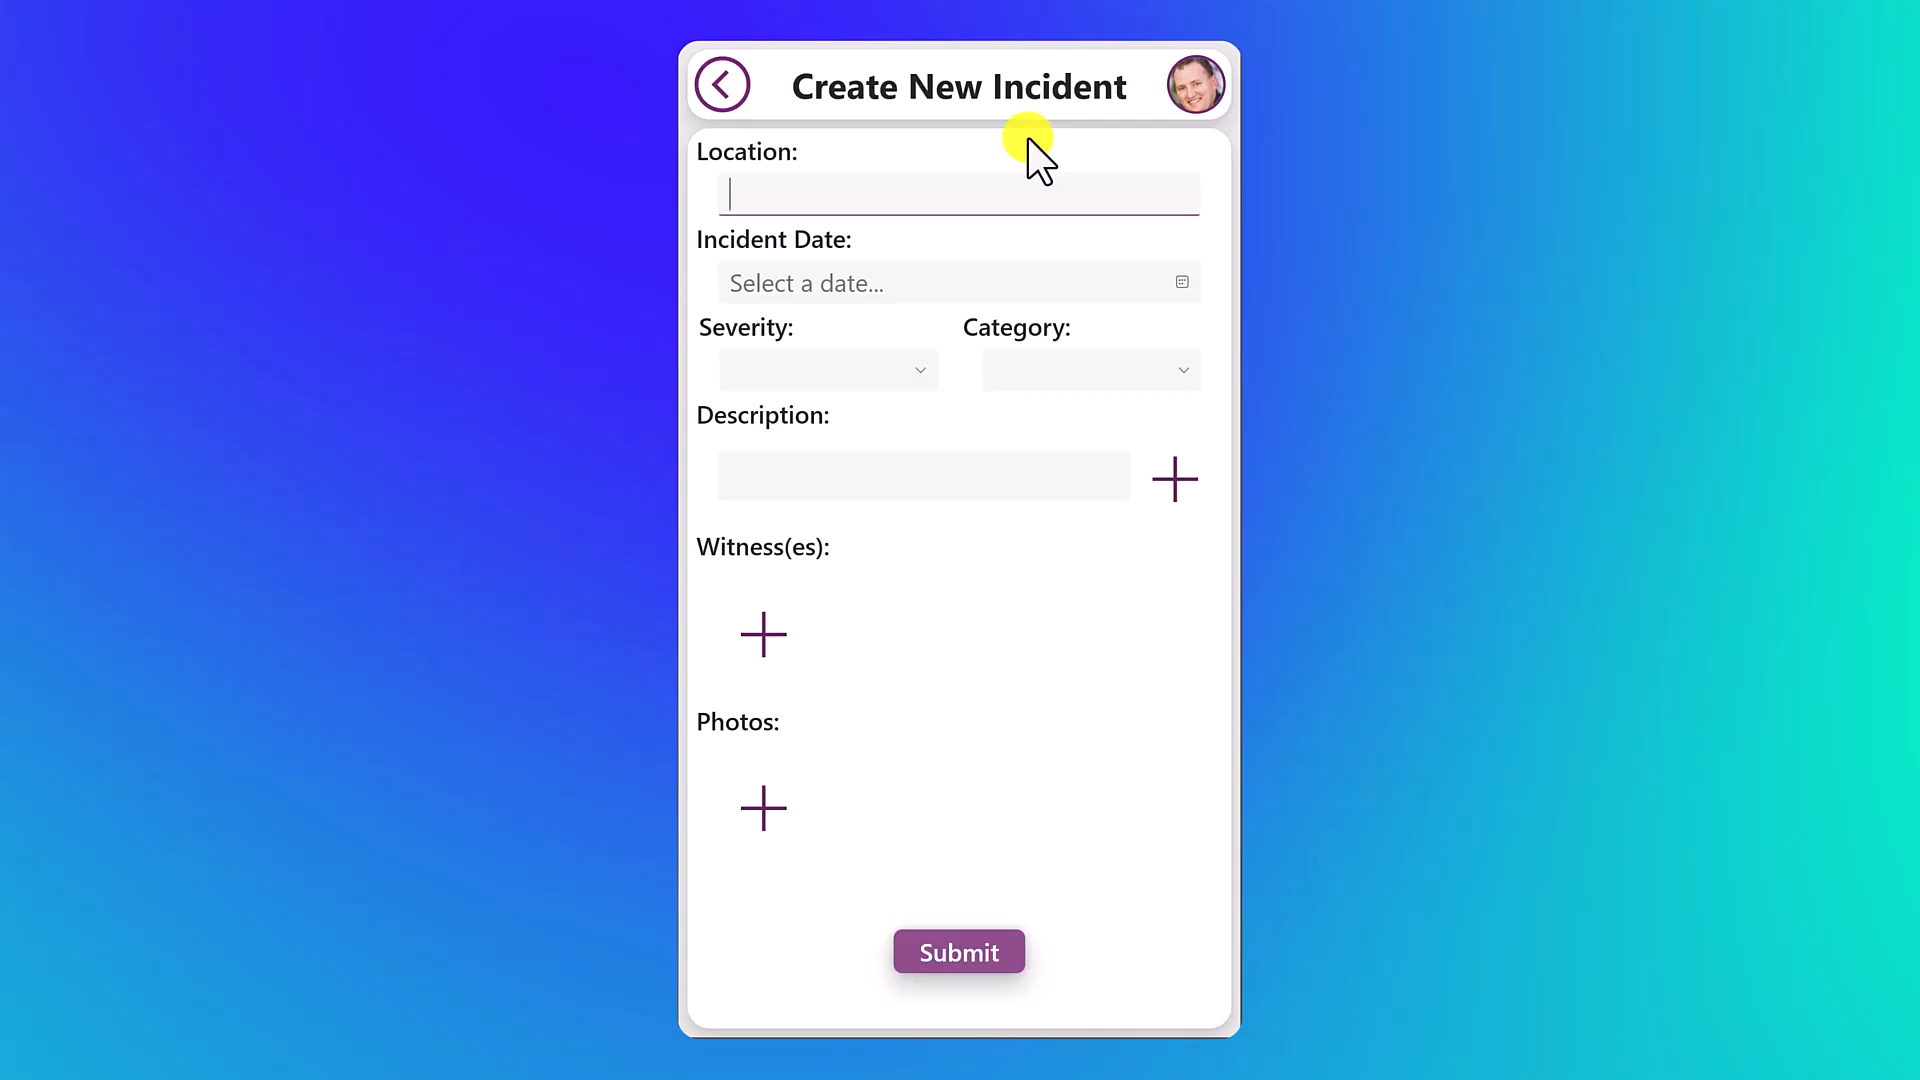 Create New Incident
Location:
Incident Date:
Select a date...
Severity: Category:
Description:
Witness(es):
Photos:
Submit